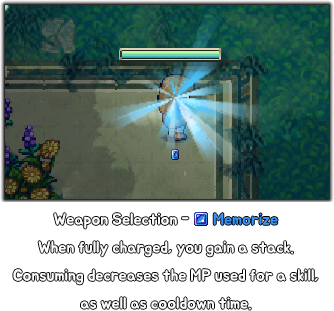 Weapon Selection - Memorize
When fully charged, you gain a stack.
Consuming decreases the MP used for a skill,
as well as cooldown time.